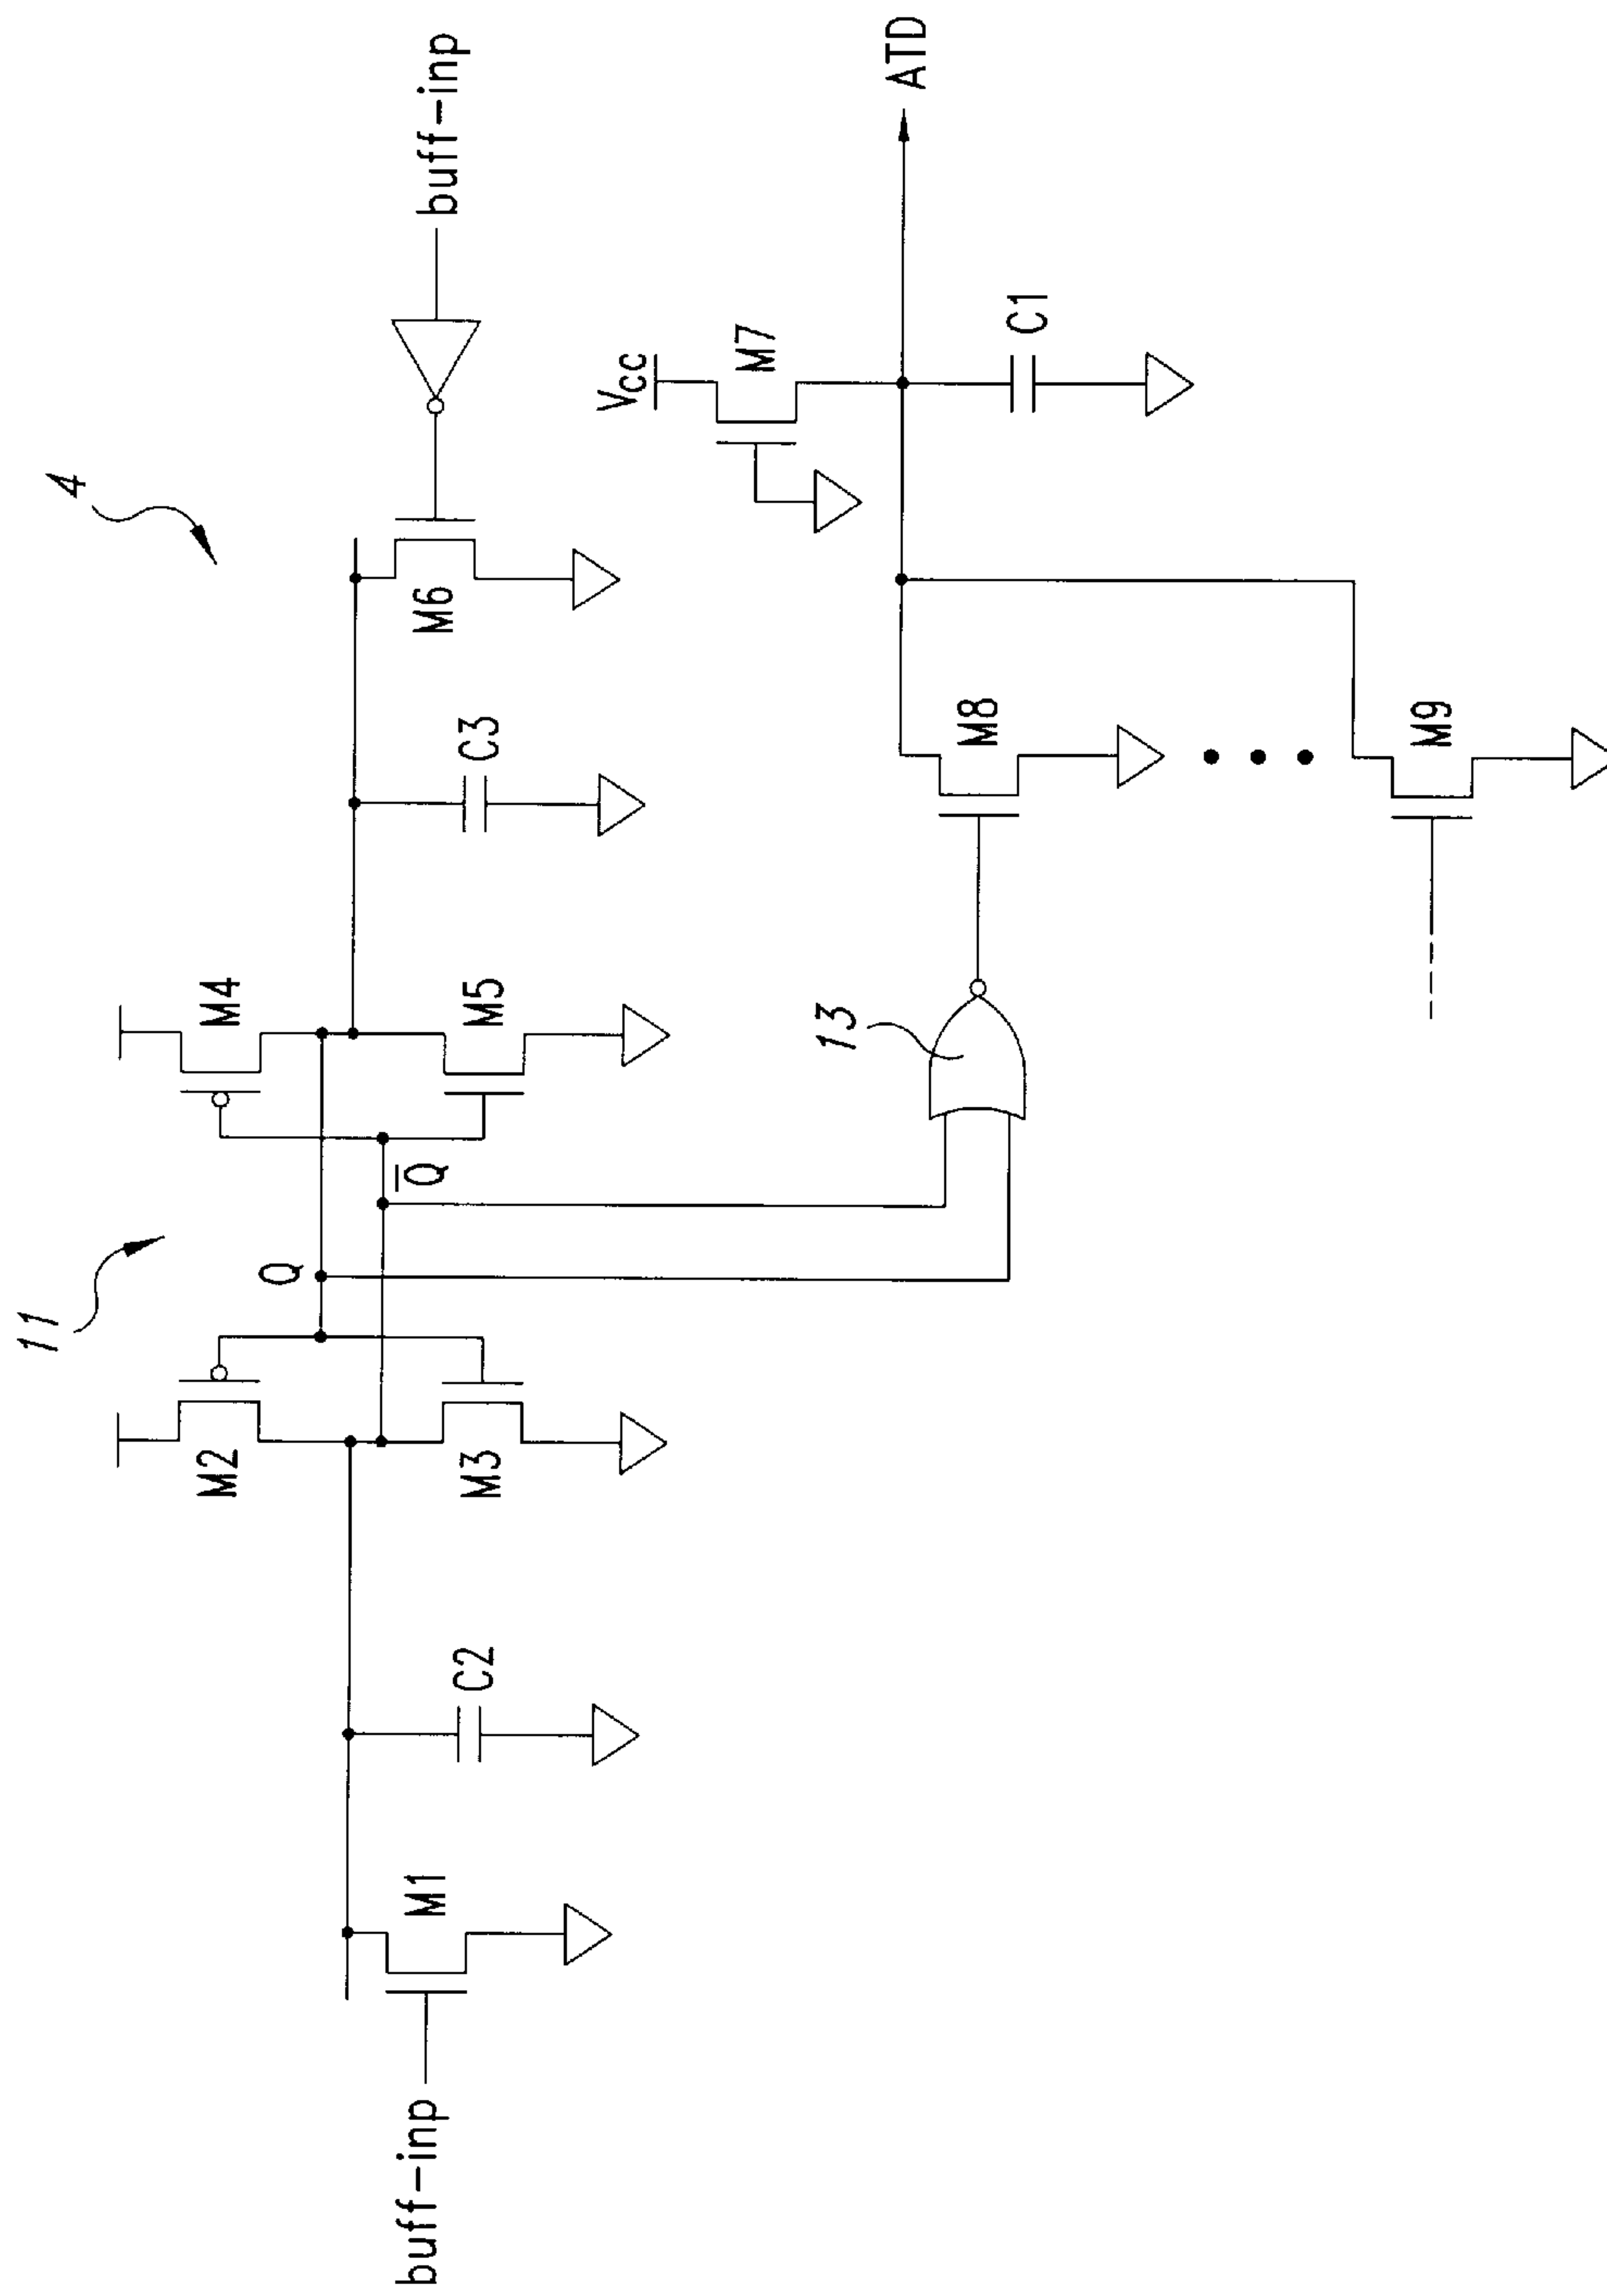 4
11
buff-inp
M1
C2
M2
M3
Q
Q̅
M4
M5
C3
M6
buff-inp
13
M8
M9
Vcc
M7
C1
ATD